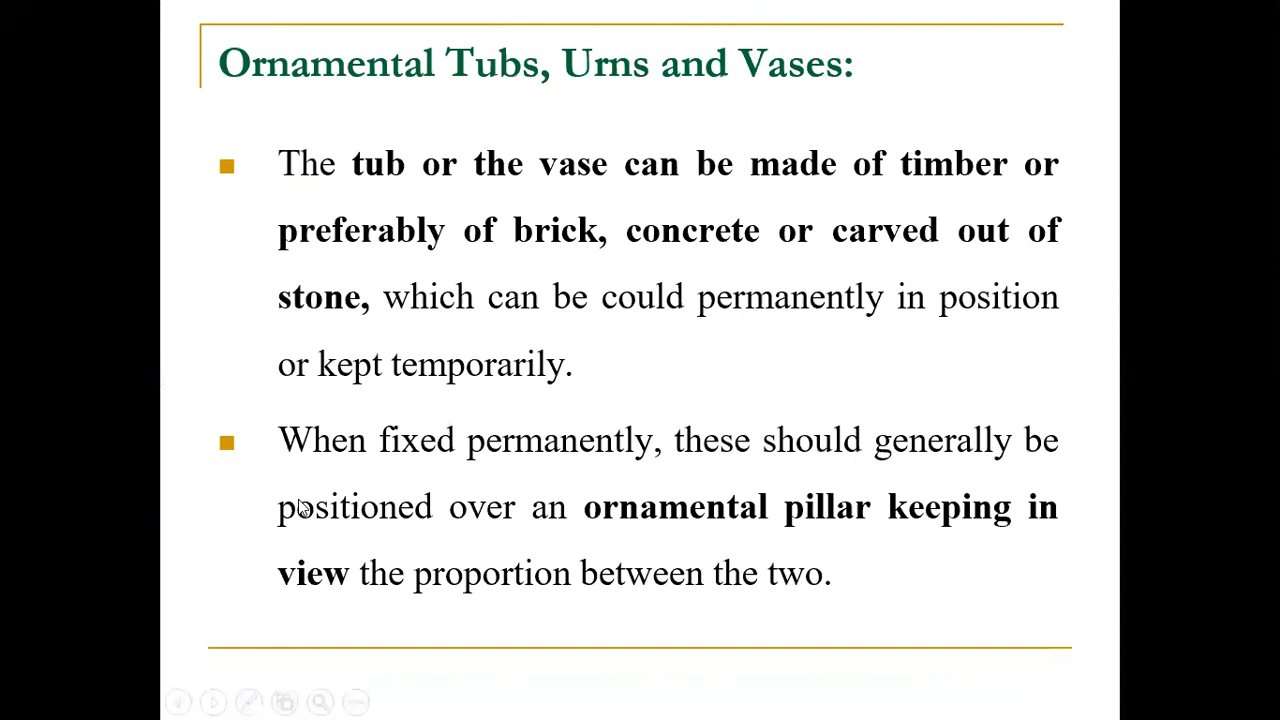 Ornamental Tubs, Urns and Vases:
The tub or the vase can be made of timber or
preferably of brick, concrete or carved out of
stone, which can be could permanently in position
or kept temporarily.
When fixed permanently, these should generally be
positioned over an ornamental pillar keeping in
view the proportion between the two.